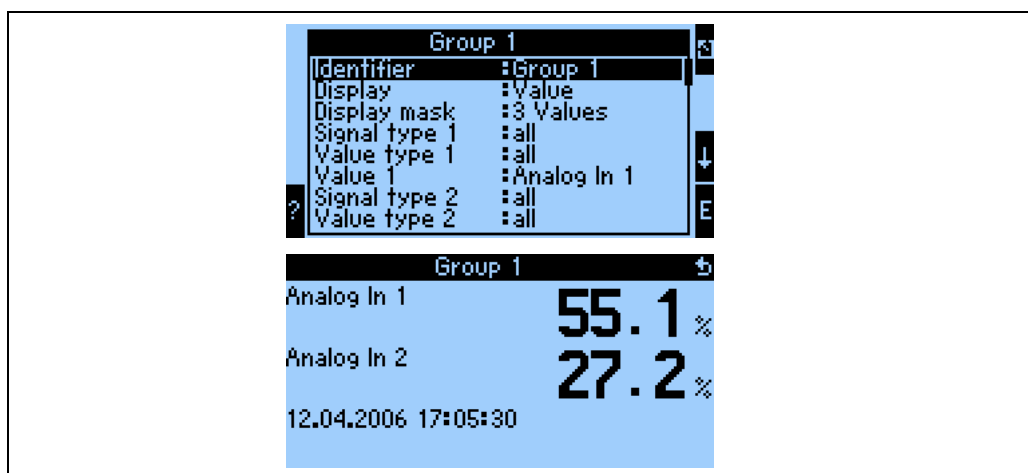 Group 1
Identifier :Group 1
Display :Value
Display mask :3 Values
Signal type 1 :all
Value type 1 :all
Value 1 :Analog In 1
Signal type 2 :all
Value type 2 :all
?
E
Group 1
Analog In 1 55.1 %
Analog In 2 27.2 %
12.04.2006 17:05:30